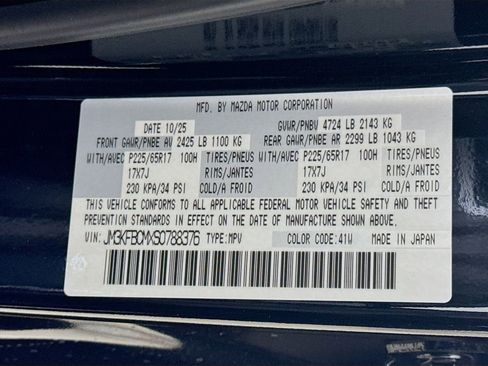 MFD. BY MAZDA MOTOR CORPORATION
DATE 10/25 GVWR/PNBV 4724 LB 2143 KG
FRONT GAWR/PNBE AV 2425 LB 1100 KG REAR GAWR/PNBE AR 2299 LB 1043 KG
WITH/AVEC P225/65R17 100H TIRES/PNEUS WITH/AVEC P225/65R17 100H TIRES/PNEUS
17X7J RIMS/JANTES 17X7J RIMS/JANTES
230 KPA/34 PSI COLD/A FROID 230 KPA/34 PSI COLD/A FROID
THIS VEHICLE CONFORMS TO ALL APPLICABLE FEDERAL MOTOR VEHICLE SAFETY AND THEFT
PREVENTION STANDARDS IN EFFECT ON THE DATE OF MANUFACTURE SHOWN ABOVE.
VIN: JM3KFBCMXS0788376 TYPE: MPV COLOR CODE: 41W MADE IN JAPAN